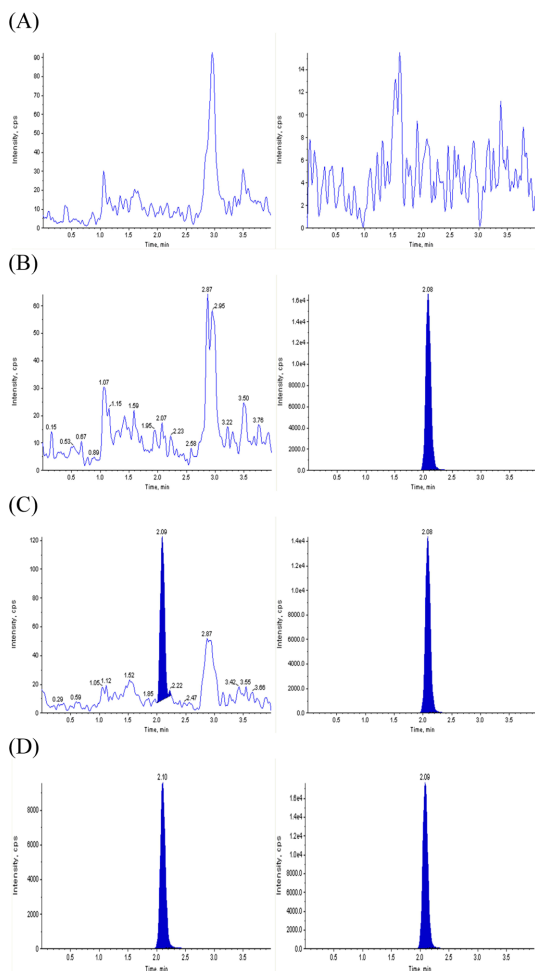 (A)
Intensity, cps
90
80
70
60
50
40
30
20
10
0
0.5 1.0 1.5 2.0 2.5 3.0 3.5
Time, min
Intensity, cps
14
12
10
8
6
4
2
0
0.5 1.0 1.5 2.0 2.5 3.0 3.5
Time, min
(B)
Intensity, cps
60
50
40
30
20
10
0
0.15
0.53
0.67
0.89
1.07
1.15
1.59
1.95
2.07
2.23
2.58
2.87
2.95
3.22
3.50
3.76
0.5 1.0 1.5 2.0 2.5 3.0 3.5
Time, min
2.08
Intensity, cps
1.6e4
1.4e4
1.2e4
1.0e4
8000.0
6000.0
4000.0
2000.0
0.0
0.5 1.0 1.5 2.0 2.5 3.0 3.5
Time, min
(C)
Intensity, cps
120
100
80
60
40
20
0
0.29
0.59
1.05
1.12
1.52
1.85
2.09
2.22
2.47
2.87
3.42
3.55
3.66
0.5 1.0 1.5 2.0 2.5 3.0 3.5
Time, min
2.08
Intensity, cps
1.4e4
1.2e4
1.0e4
8000.0
6000.0
4000.0
2000.0
0.0
0.5 1.0 1.5 2.0 2.5 3.0 3.5
Time, min
(D)
2.10
Intensity, cps
8000
6000
4000
2000
0
0.5 1.0 1.5 2.0 2.5 3.0 3.5
Time, min
2.09
Intensity, cps
1.6e4
1.4e4
1.2e4
1.0e4
8000.0
6000.0
4000.0
2000.0
0.0
0.5 1.0 1.5 2.0 2.5 3.0 3.5
Time, min